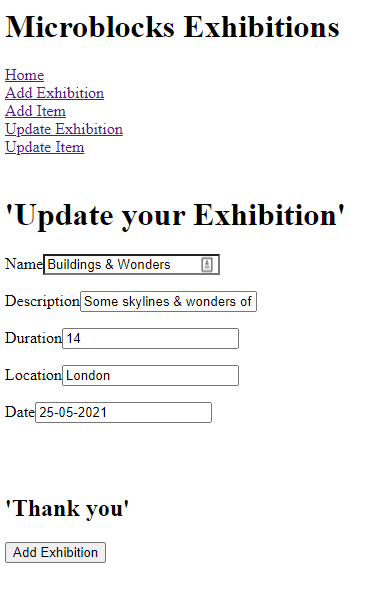 Microblocks Exhibitions
Home
Add Exhibition
Add Item
Update Exhibition
Update Item
'Update your Exhibition'
Name Buildings & Wonders
Description Some skylines & wonders of
Duration 14
Location London
Date 25-05-2021
'Thank you'
Add Exhibition